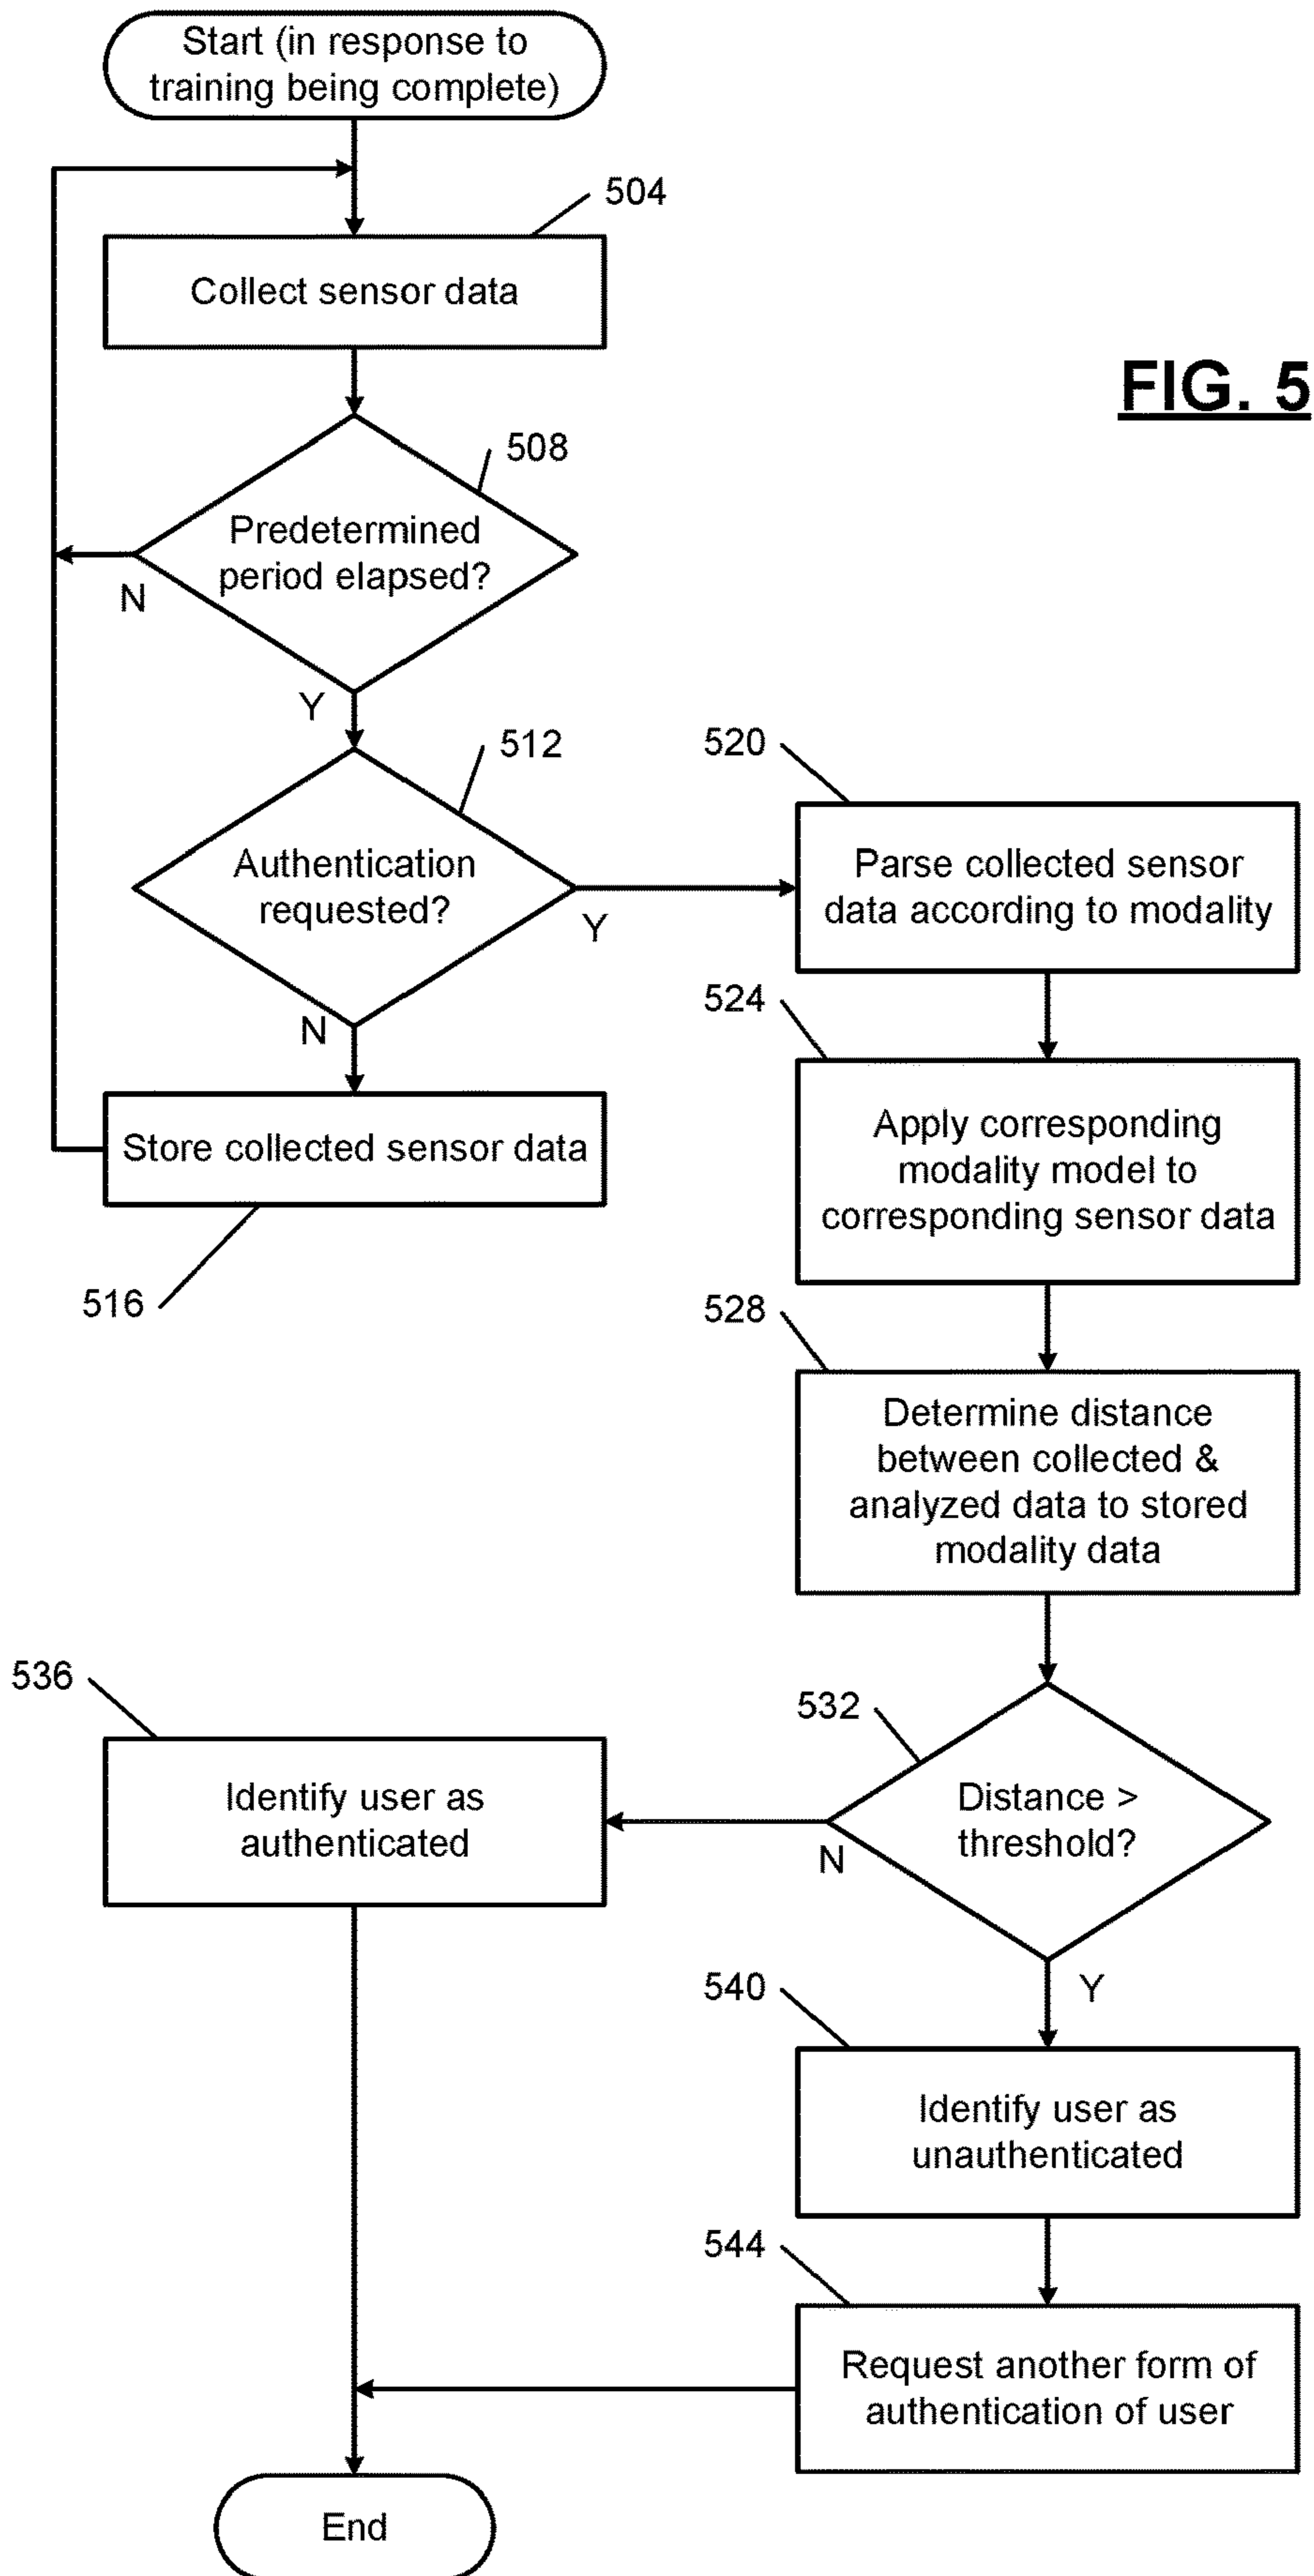 Start (in response to
training being complete)
504
Collect sensor data
FIG. 5
508
Predetermined
period elapsed?
N
Y
512
Authentication
requested?
Y
N
Store collected sensor data
516
520
Parse collected sensor
data according to modality
524
Apply corresponding
modality model to
corresponding sensor data
528
Determine distance
between collected &
analyzed data to stored
modality data
532
Distance >
threshold?
N
Y
536
Identify user as
authenticated
540
Identify user as
unauthenticated
544
Request another form of
authentication of user
End